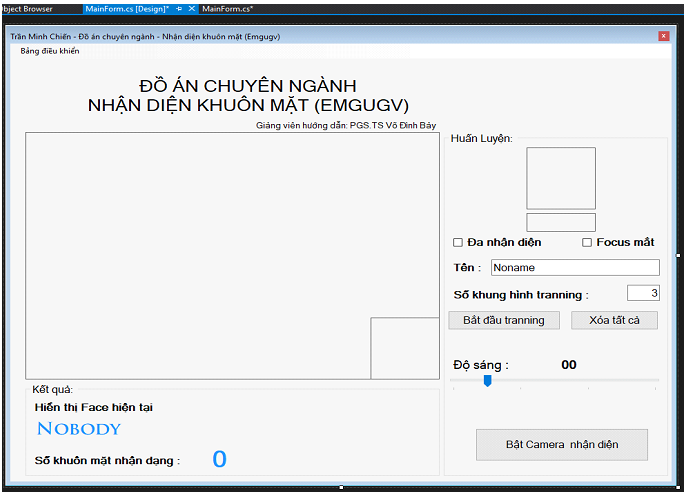 bject Browser
MainForm.cs [Design]*
MainForm.cs*
Trần Minh Chiến - Đồ án chuyên ngành - Nhận diện khuôn mặt (Emgugv)
Bảng điều khiển
ĐỒ ÁN CHUYÊN NGÀNH
NHẬN DIỆN KHUÔN MẶT (EMGUGV)
Giảng viên hướng dẫn: PGS.TS Võ Đình Bảy
Huấn Luyện:
Đa nhận diện
Focus mắt
Tên :
Noname
Số khung hình tranning :
3
Bắt đầu tranning
Xóa tất cả
Độ sáng :
00
Bật Camera nhận diện
Kết quả:
Hiển thị Face hiện tại
NOBODY
Số khuôn mặt nhận dạng :
0